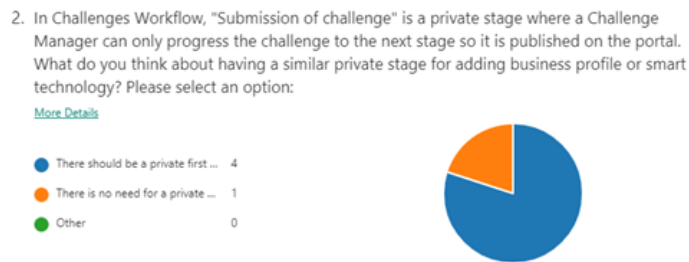 2. In Challenges Workflow, "Submission of challenge" is a private stage where a Challenge
Manager can only progress the challenge to the next stage so it is published on the portal.
What do you think about having a similar private stage for adding business profile or smart
technology? Please select an option:
More Details
There should be a private first ... 4
There is no need for a private ... 1
Other 0